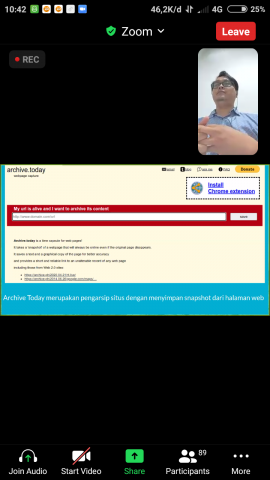 10:42
46,2K/d
4G
25%
Zoom
Leave
REC
archive.today
webpage capture
Donate
Install
Chrome extension
My url is alive and I want to archive its content
save
Archive.today is a time capsule for web pages!
It takes a 'snapshot' of a webpage that will always be online even if the original page disappears.
It saves a text and a graphical copy of the page for better accuracy
and provides a short and reliable link to an unalterable record of any web page
including those from Web 2.0 sites:
Archive Today merupakan pengarsip situs dengan menyimpan snapshot dari halaman web
Join Audio
Start Video
Share
89
Participants
More